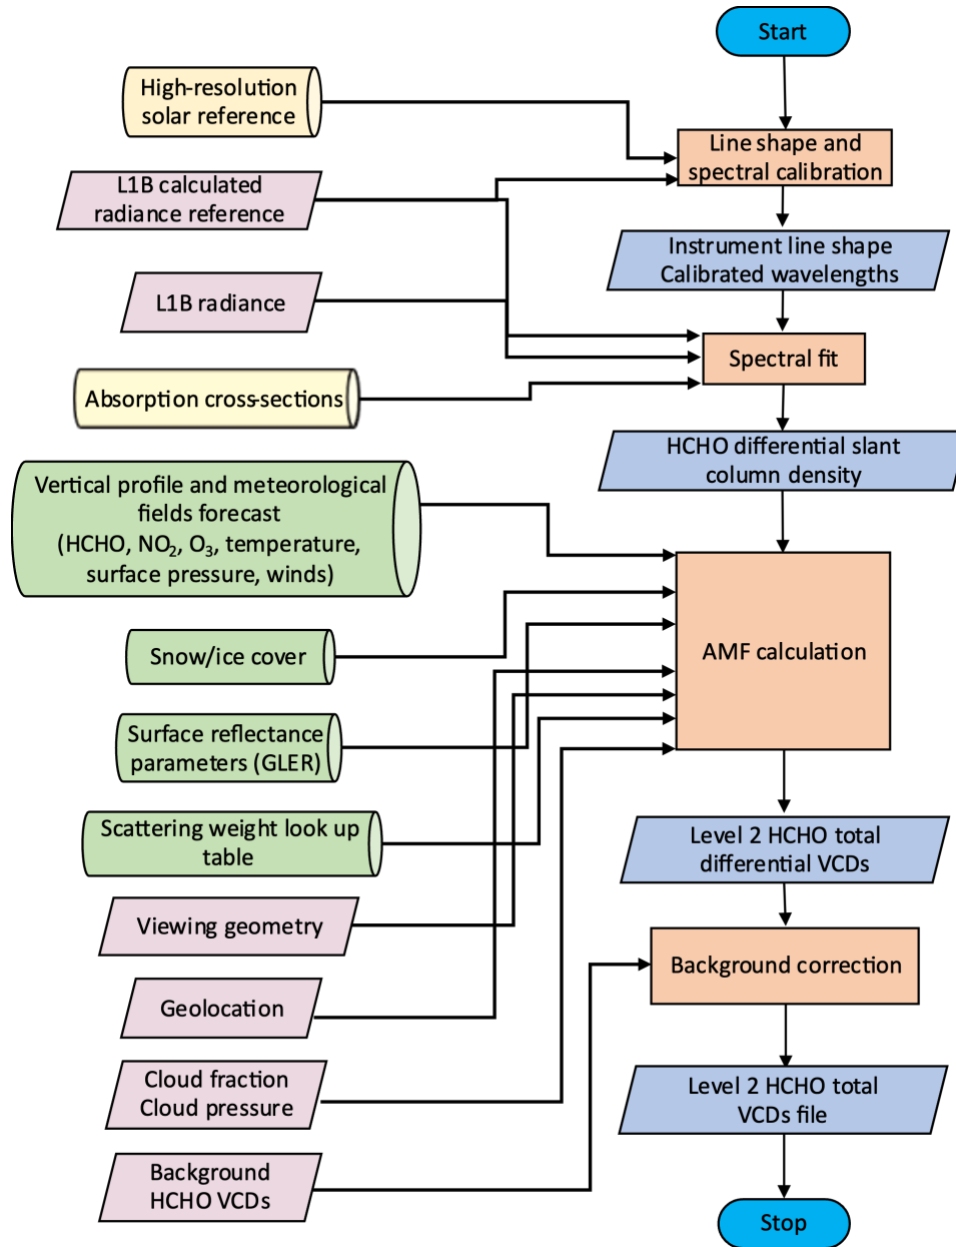 Start
High-resolution
solar reference
Line shape and
spectral calibration
L1B calculated
radiance reference
Instrument line shape
Calibrated wavelengths
L1B radiance
Spectral fit
Absorption cross-sections
HCHO differential slant
column density
Vertical profile and meteorological
fields forecast
(HCHO, NO₂, O₃, temperature,
surface pressure, winds)
Snow/ice cover
AMF calculation
Surface reflectance
parameters (GLER)
Scattering weight look up
table
Level 2 HCHO total
differential VCDs
Viewing geometry
Background correction
Geolocation
Cloud fraction
Cloud pressure
Level 2 HCHO total
VCDs file
Background
HCHO VCDs
Stop